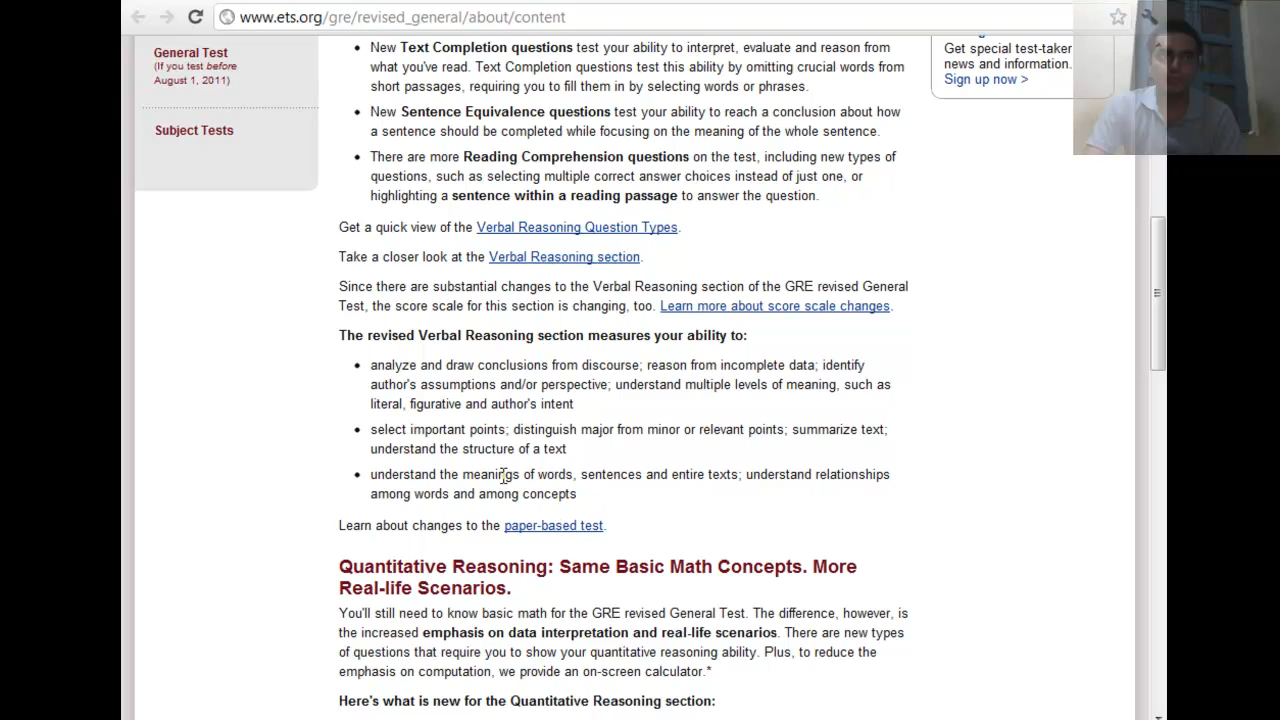 www.ets.org/gre/revised_general/about/content
General Test
(If you test before
August 1, 2011)
Subject Tests
• New Text Completion questions test your ability to interpret, evaluate and reason from
what you've read. Text Completion questions test this ability by omitting crucial words from
short passages, requiring you to fill them in by selecting words or phrases.
• New Sentence Equivalence questions test your ability to reach a conclusion about how
a sentence should be completed while focusing on the meaning of the whole sentence.
• There are more Reading Comprehension questions on the test, including new types of
questions, such as selecting multiple correct answer choices instead of just one, or
highlighting a sentence within a reading passage to answer the question.
Get a quick view of the Verbal Reasoning Question Types.
Take a closer look at the Verbal Reasoning section.
Since there are substantial changes to the Verbal Reasoning section of the GRE revised General
Test, the score scale for this section is changing, too. Learn more about score scale changes.
The revised Verbal Reasoning section measures your ability to:
• analyze and draw conclusions from discourse; reason from incomplete data; identify
author's assumptions and/or perspective; understand multiple levels of meaning, such as
literal, figurative and author's intent
• select important points; distinguish major from minor or relevant points; summarize text;
understand the structure of a text
• understand the meanings of words, sentences and entire texts; understand relationships
among words and among concepts
Learn about changes to the paper-based test.
Quantitative Reasoning: Same Basic Math Concepts. More
Real-life Scenarios.
You'll still need to know basic math for the GRE revised General Test. The difference, however, is
the increased emphasis on data interpretation and real-life scenarios. There are new types
of questions that require you to show your quantitative reasoning ability. Plus, to reduce the
emphasis on computation, we provide an on-screen calculator.*
Here's what is new for the Quantitative Reasoning section:
Get special test-taker
news and information.
Sign up now >